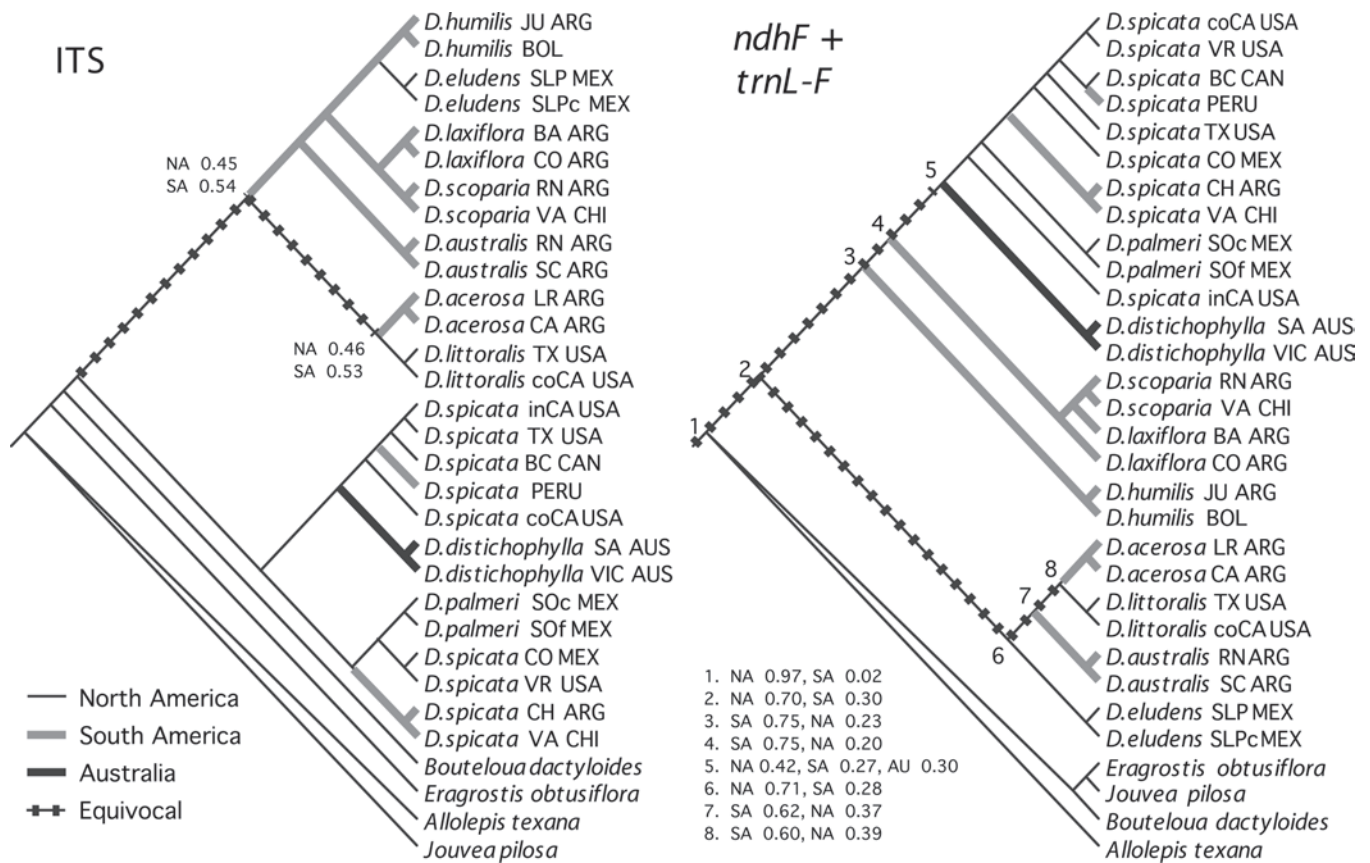 ITS
D.humilis JU ARG
D.humilis BOL
D.eludens SLP MEX
D.eludens SLPc MEX
D.laxiflora BA ARG
D.laxiflora CO ARG
D.scoparia RN ARG
D.scoparia VA CHI
D.australis RN ARG
D.australis SC ARG
D.acerosa LR ARG
D.acerosa CA ARG
D.littoralis TX USA
D.littoralis coCA USA
D.spicata inCA USA
D.spicata TX USA
D.spicata BC CAN
D.spicata PERU
D.spicata coCA USA
D.distichophylla SA AUS
D.distichophylla VIC AUS
D.palmeri SOc MEX
D.palmeri SOf MEX
D.spicata CO MEX
D.spicata VR USA
D.spicata CH ARG
D.spicata VA CHI
Bouteloua dactyloides
Eragrostis obtusiflora
Allolepis texana
Jouvea pilosa
NA 0.45
SA 0.54
NA 0.46
SA 0.53
North America
South America
Australia
Equivocal
ndhF +
trnL-F
D.spicata coCA USA
D.spicata VR USA
D.spicata BC CAN
D.spicata PERU
D.spicata TX USA
D.spicata CO MEX
D.spicata CH ARG
D.spicata VA CHI
D.palmeri SOc MEX
D.palmeri SOf MEX
D.spicata inCA USA
D.distichophylla SA AUS
D.distichophylla VIC AUS
D.scoparia RN ARG
D.scoparia VA CHI
D.laxiflora BA ARG
D.laxiflora CO ARG
D.humilis JU ARG
D.humilis BOL
D.acerosa LR ARG
D.acerosa CA ARG
D.littoralis TX USA
D.littoralis coCA USA
D.australis RN ARG
D.australis SC ARG
D.eludens SLP MEX
D.eludens SLPc MEX
Eragrostis obtusiflora
Jouvea pilosa
Bouteloua dactyloides
Allolepis texana
5
4
3
2
1
8
7
6
1. NA 0.97, SA 0.02
2. NA 0.70, SA 0.30
3. SA 0.75, NA 0.23
4. SA 0.75, NA 0.20
5. NA 0.42, SA 0.27, AU 0.30
6. NA 0.71, SA 0.28
7. SA 0.62, NA 0.37
8. SA 0.60, NA 0.39